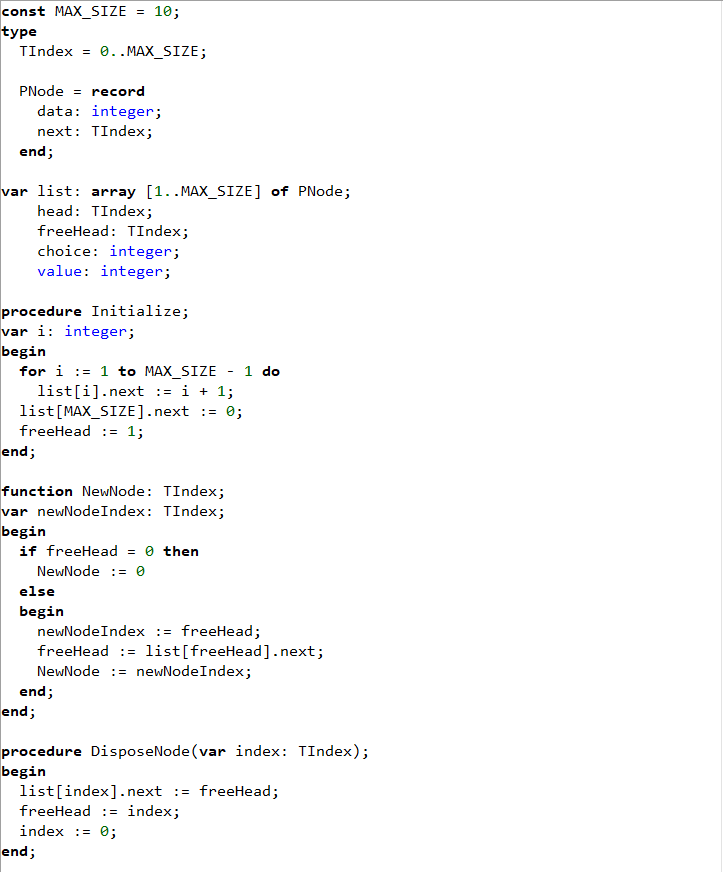 const MAX_SIZE = 10;
type
  TIndex = 0..MAX_SIZE;

  PNode = record
    data: integer;
    next: TIndex;
  end;

var list: array [1..MAX_SIZE] of PNode;
    head: TIndex;
    freeHead: TIndex;
    choice: integer;
    value: integer;

procedure Initialize;
var i: integer;
begin
  for i := 1 to MAX_SIZE - 1 do
    list[i].next := i + 1;
  list[MAX_SIZE].next := 0;
  freeHead := 1;
end;

function NewNode: TIndex;
var newNodeIndex: TIndex;
begin
  if freeHead = 0 then
    NewNode := 0
  else
  begin
    newNodeIndex := freeHead;
    freeHead := list[freeHead].next;
    NewNode := newNodeIndex;
  end;
end;

procedure DisposeNode(var index: TIndex);
begin
  list[index].next := freeHead;
  freeHead := index;
  index := 0;
end;